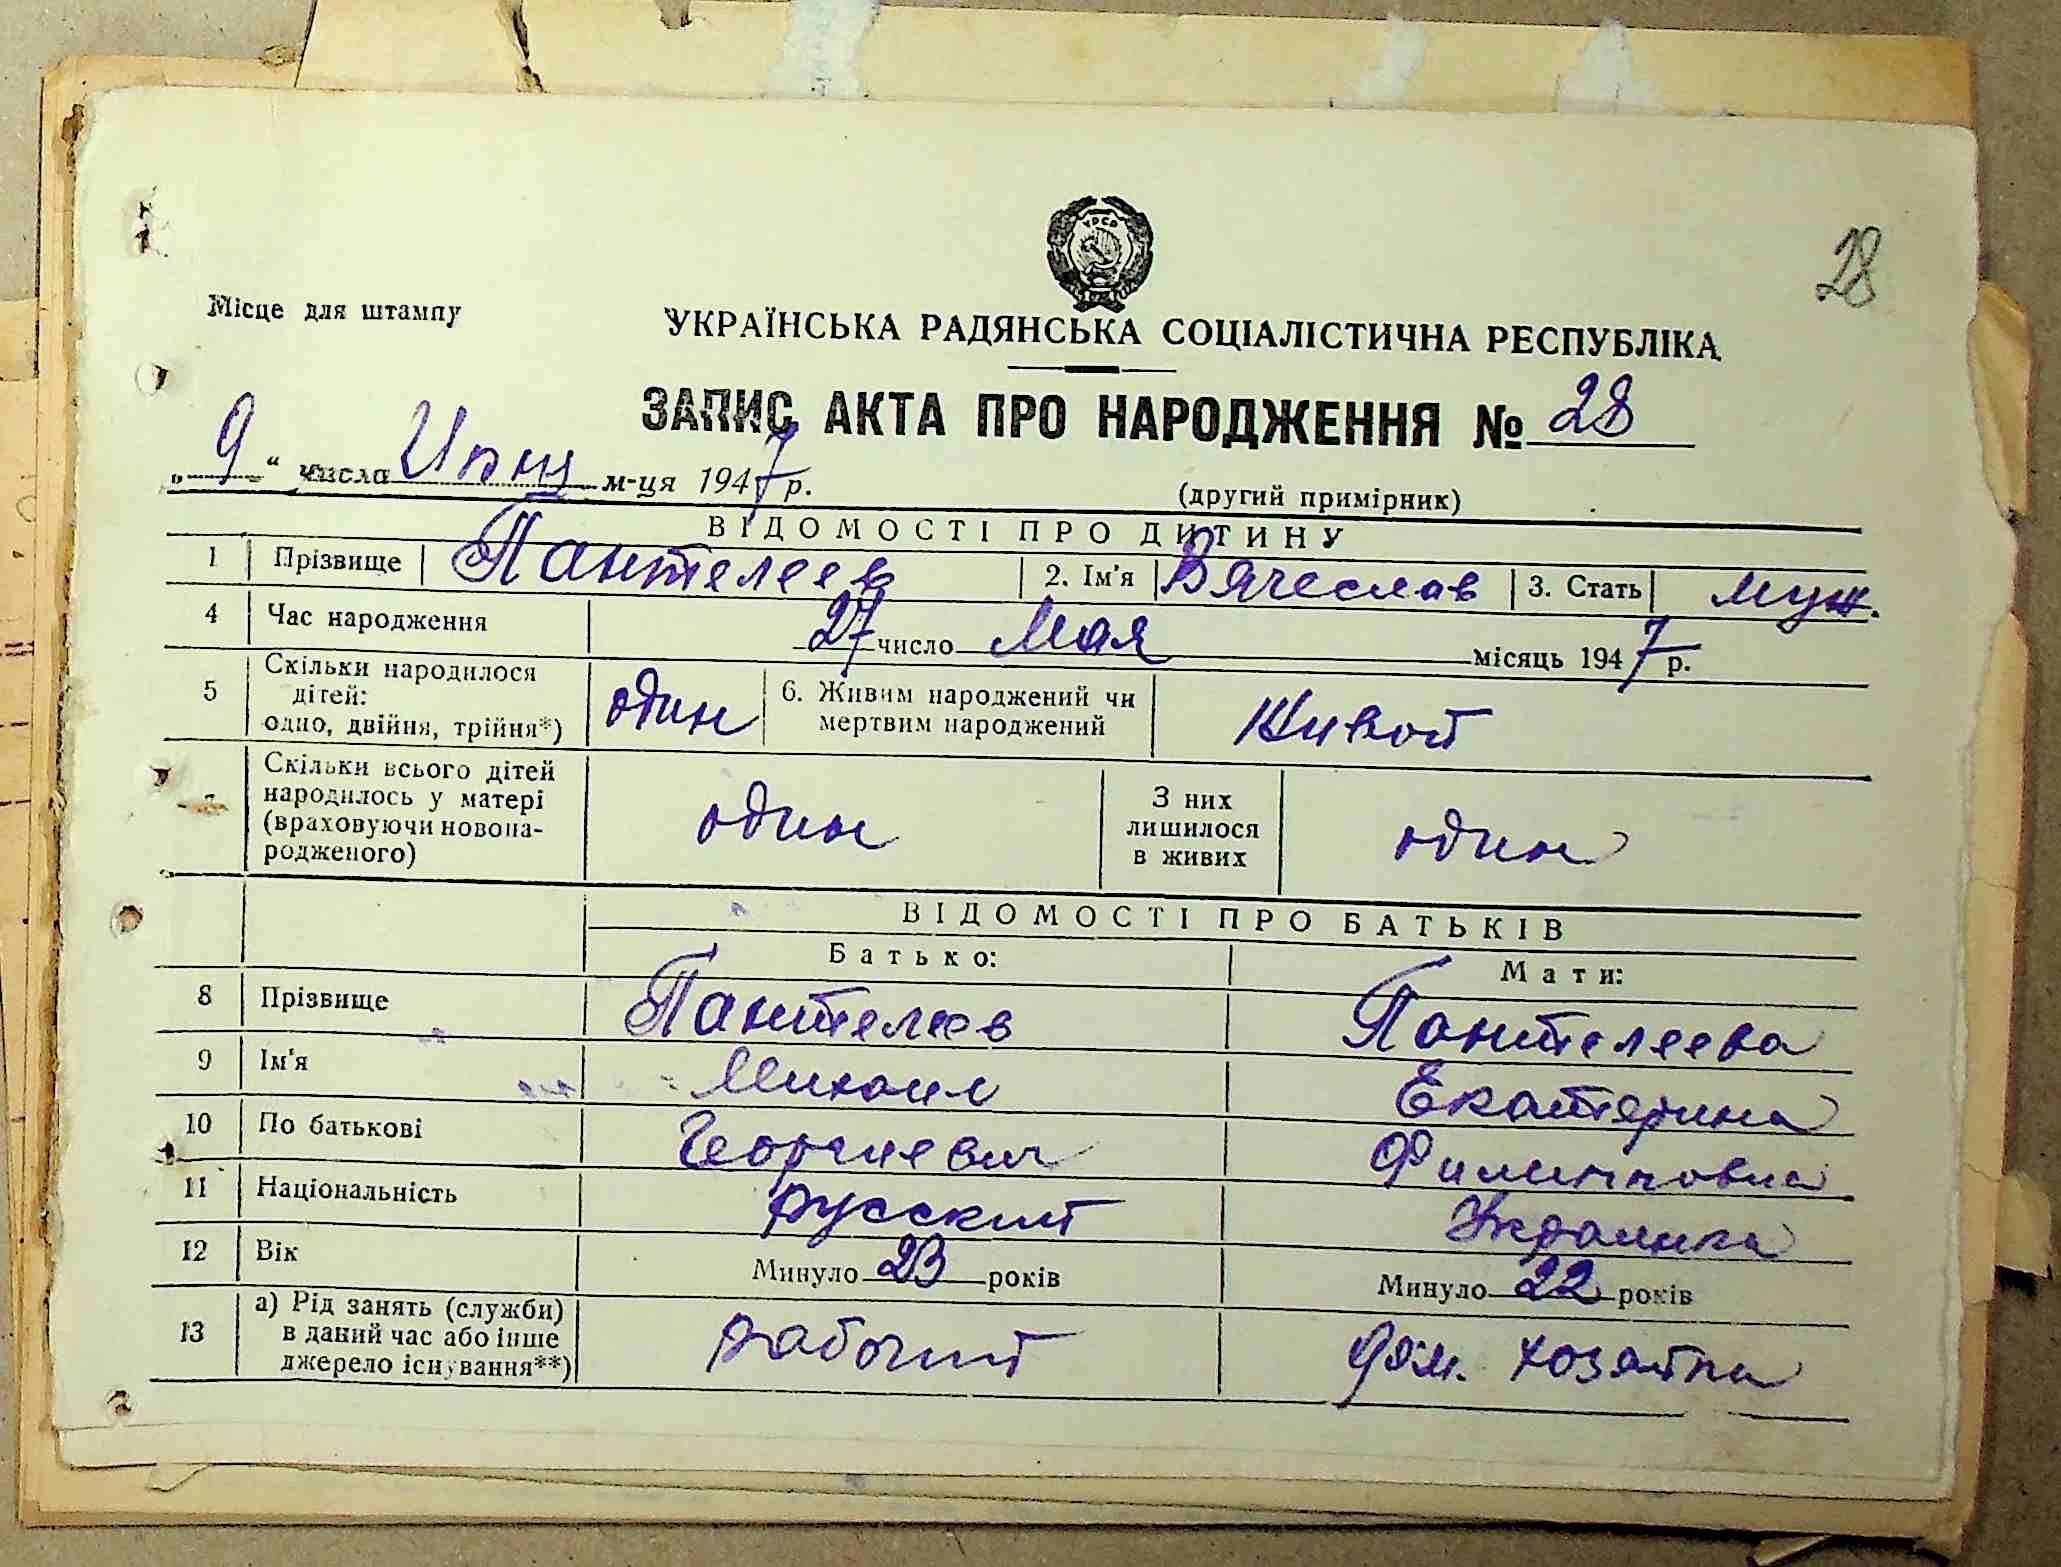 УРСР
28
Місце для штампу
УКРАЇНСЬКА РАДЯНСЬКА СОЦІАЛІСТИЧНА РЕСПУБЛІКА
ЗАПИС АКТА ПРО НАРОДЖЕННЯ № 28
„ 9 “ числа м-ця 1947 р.
(другий примірник)
ВІДОМОСТІ ПРО ДИТИНУ
1 Прізвище Пантелеев 2. Ім'я Вячеслав 3. Стать муж.
4 Час народження 27 число Мая місяць 1947 р.
5 Скільки народилося дітей: одно, двійня, трійня*) один 6. Живим народжений чи мертвим народжений живой
7 Скільки всього дітей народилось у матері (враховуючи новонародженого) один З них лишилося в живих один
ВІДОМОСТІ ПРО БАТЬКІВ
Батько: Мати:
8 Прізвище Пантелеев Пантелеева
9 Ім'я Михаил Екатерина
10 По батькові Георгиевич Филипповна
11 Національність русский Украинка
12 Вік Минуло 23 років Минуло 22 років
13 а) Рід занять (служби) в даний час або інше джерело існування**) рабочий дом. хозяйка